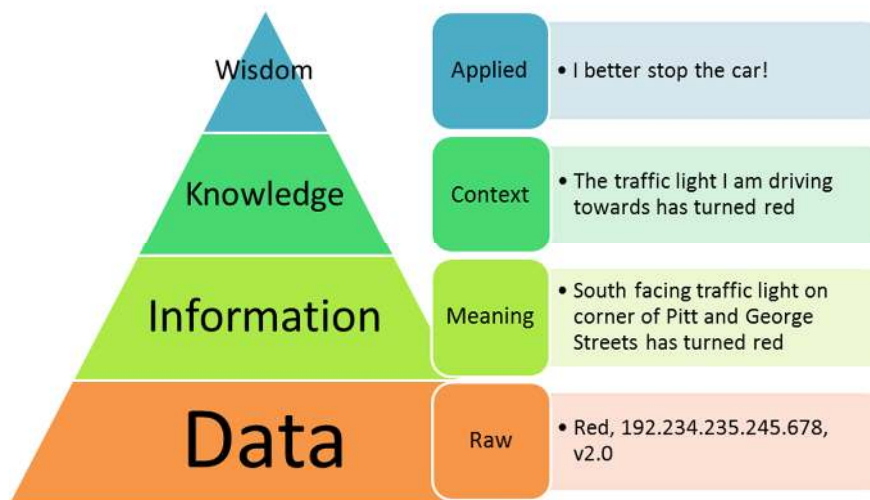 Wisdom
Applied
• I better stop the car!
Knowledge
Context
• The traffic light I am driving
towards has turned red
Information
Meaning
• South facing traffic light on
corner of Pitt and George
Streets has turned red
Data
Raw
• Red, 192.234.235.245.678,
v2.0